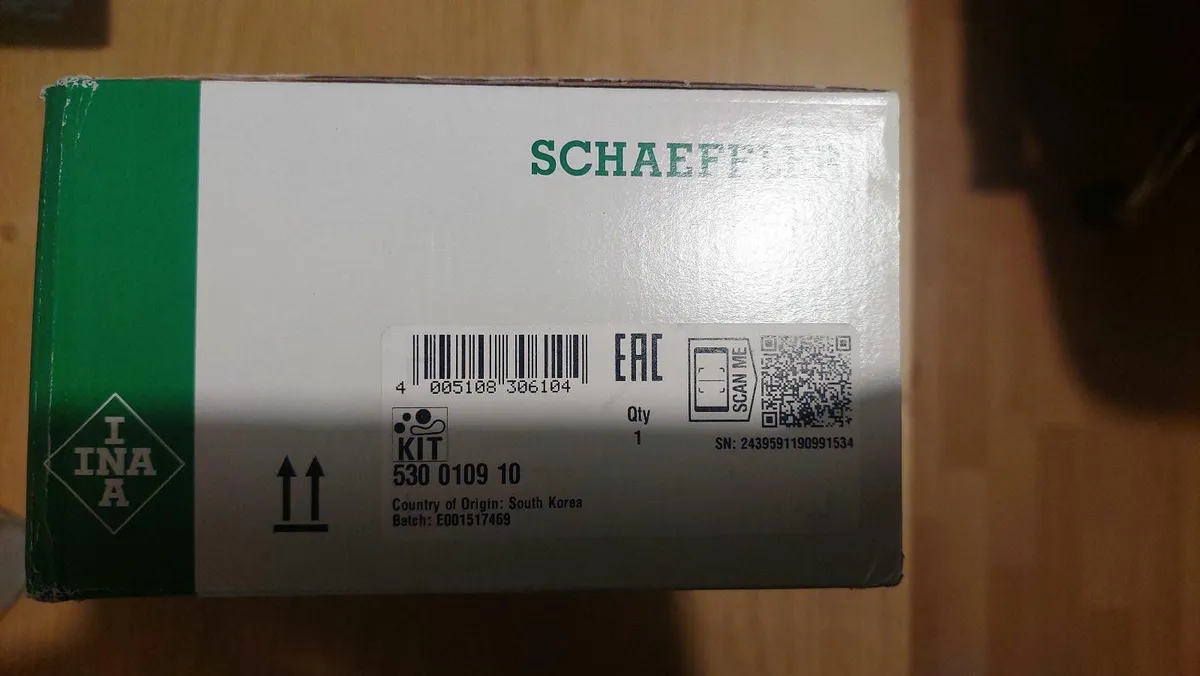 SCHAEFFLER
4 005108 306104
EAC
SCAN ME
KIT
Qty
1
SN: 2439591190991534
530 0109 10
Country of Origin: South Korea
Batch: E001517469
I
INA
A